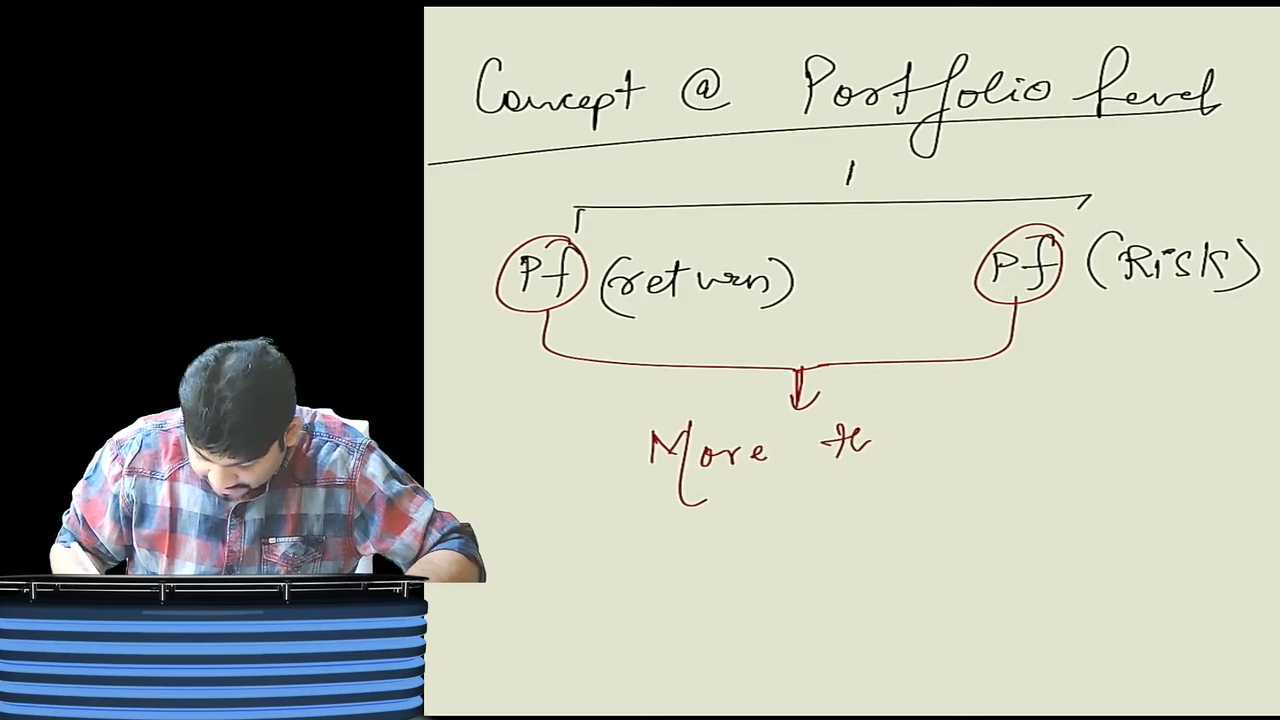 Concept @ Portfolio Level
Pf (return) Pf (Risk)
More